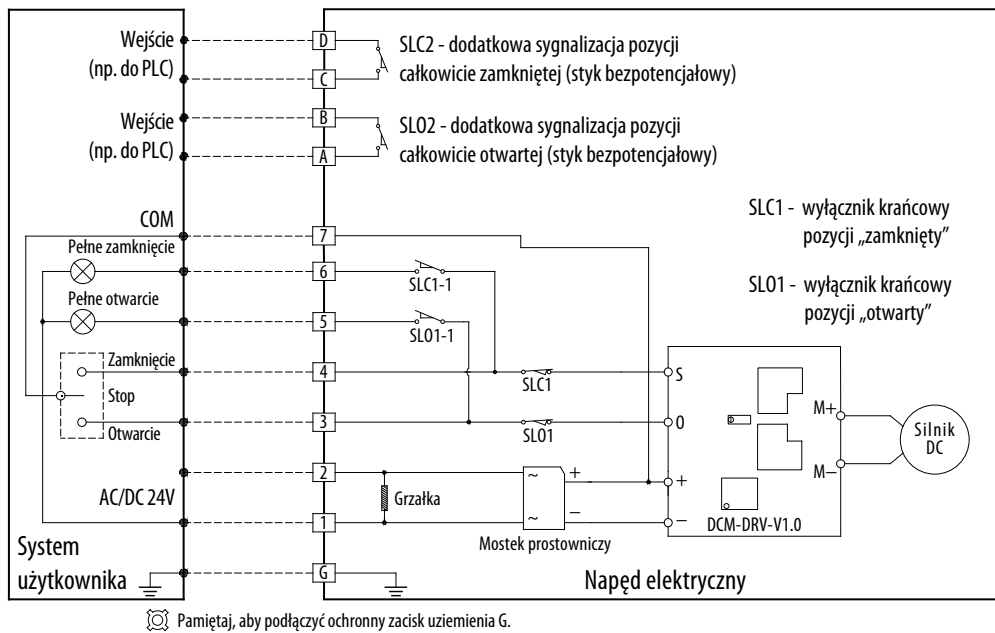 Wejście
(np. do PLC)
D
C
SLC2 - dodatkowa sygnalizacja pozycji
całkowicie zamkniętej (styk bezpotencjałowy)
Wejście
(np. do PLC)
B
A
SLO2 - dodatkowa sygnalizacja pozycji
całkowicie otwartej (styk bezpotencjałowy)
SLC1 - wyłącznik krańcowy
pozycji „zamknięty”
SLO1 - wyłącznik krańcowy
pozycji „otwarty”
COM
7
Pełne zamknięcie
6
SLC1-1
Pełne otwarcie
5
SLO1-1
Zamknięcie
4
SLC1
S
Stop
Otwarcie
3
SLO1
O
M+
M−
Silnik
DC
2
AC/DC 24V
Grzałka
~
+
+
1
~
−
−
DCM-DRV-V1.0
Mostek prostowniczy
System
użytkownika
G
Napęd elektryczny
Pamiętaj, aby podłączyć ochronny zacisk uziemienia G.